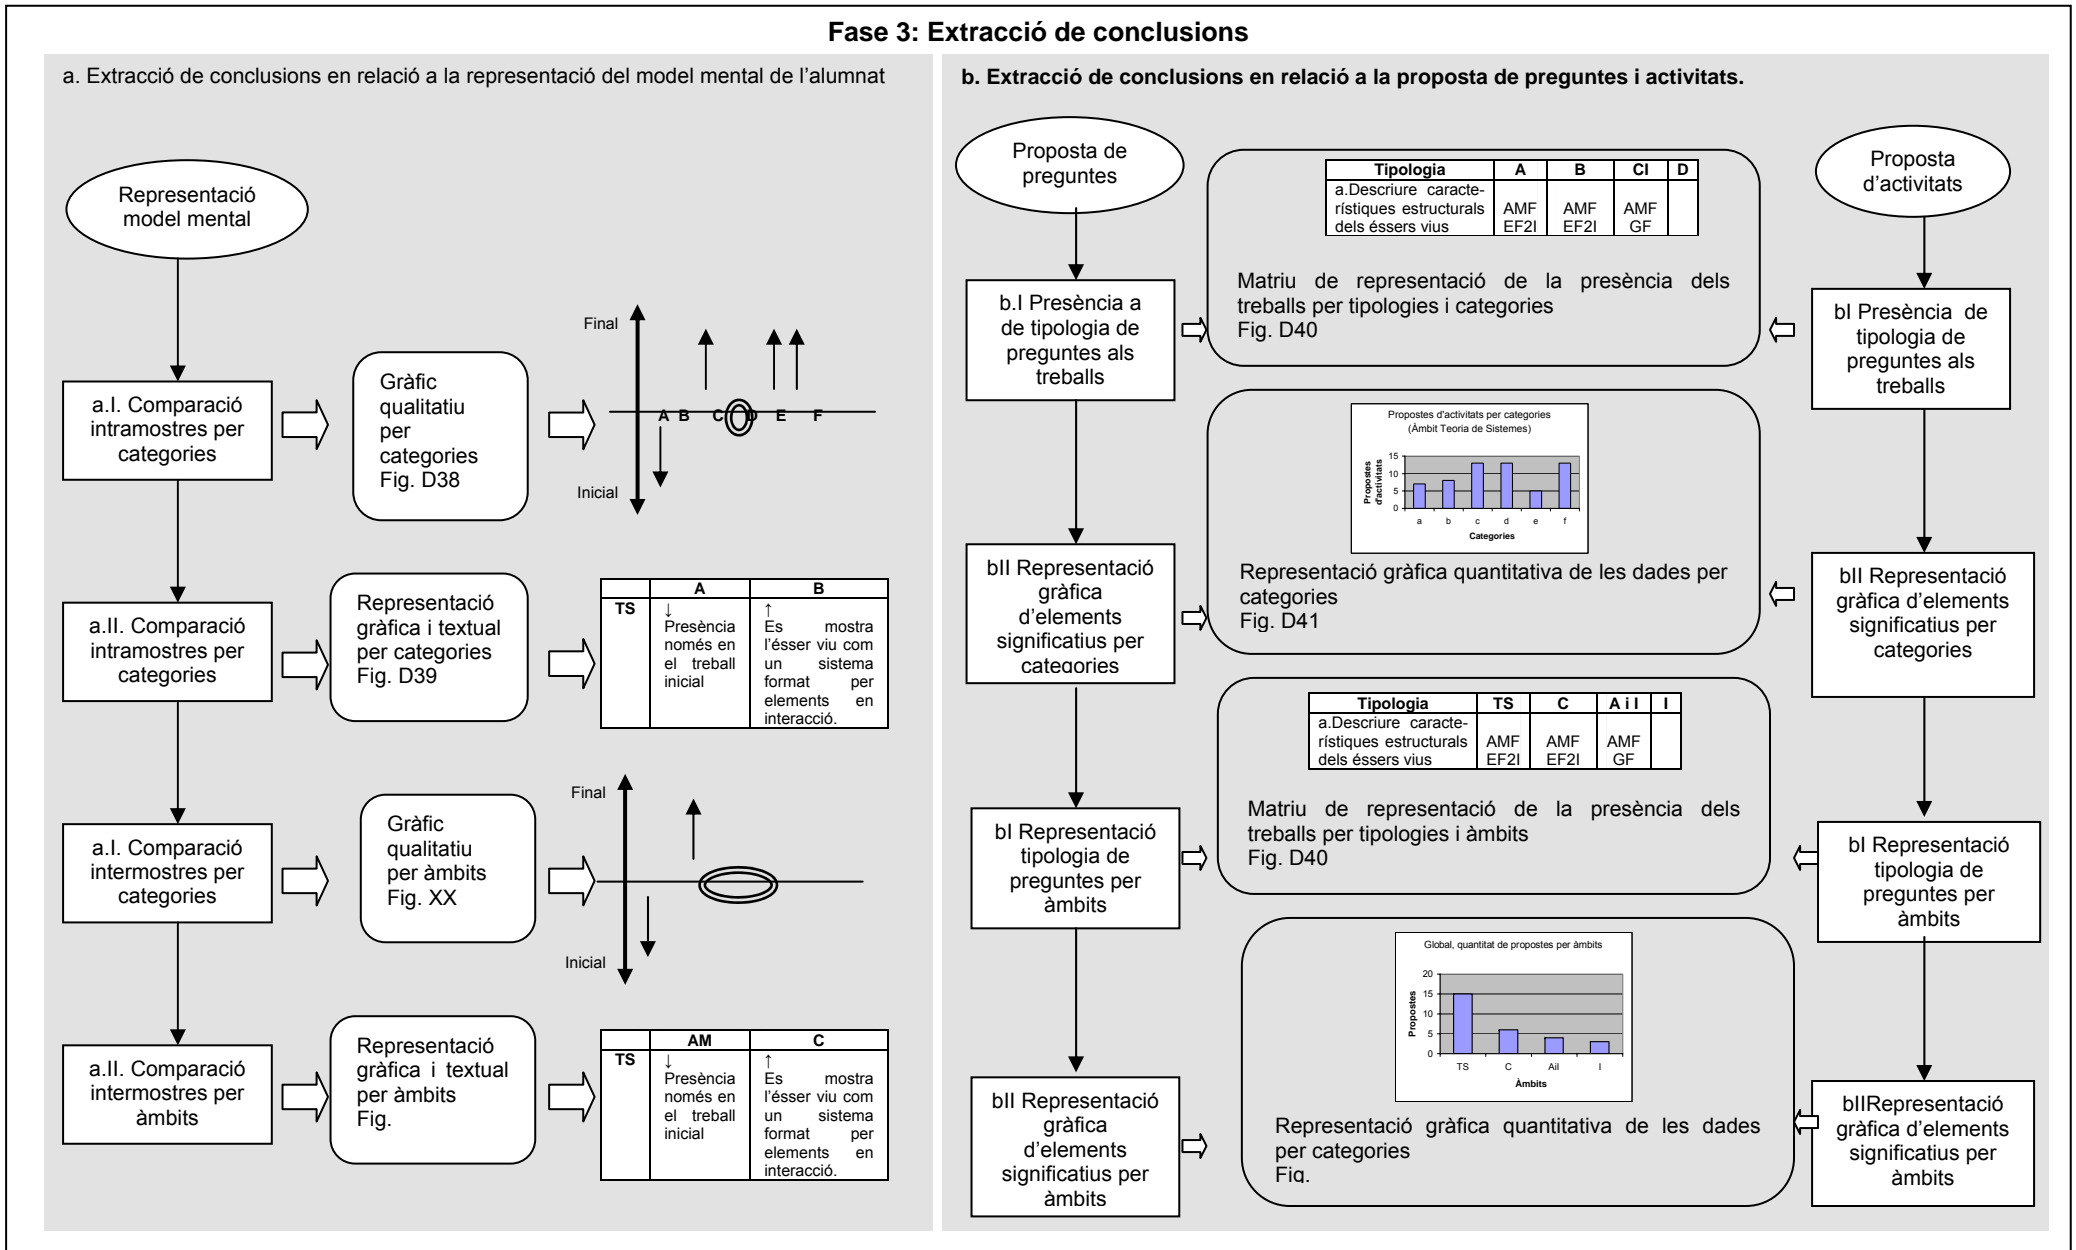 Fase 3: Extracció de conclusions
a. Extracció de conclusions en relació a la representació del model mental de l’alumnat
Representació
model mental
a.I. Comparació
intramostres per
categories
Gràfic
qualitatiu
per
categories
Fig. D38
Final
A B C D E F
Inicial
a.II. Comparació
intramostres per
categories
Representació
gràfica i textual
per categories
Fig. D39
A B
TS ↓ ↑
Presència
només en
el treball
inicial
Es mostra
l’ésser viu com
un sistema
format per
elements en
interacció.
a.I. Comparació
intermostres per
categories
Gràfic
qualitatiu
per àmbits
Fig. XX
Final
Inicial
a.II. Comparació
intermostres per
àmbits
Representació
gràfica i textual
per àmbits
Fig.
AM C
TS ↓ ↑
Presència
només en
el treball
inicial
Es mostra
l’ésser viu com
un sistema
format per
elements en
interacció.
b. Extracció de conclusions en relació a la proposta de preguntes i activitats.
Proposta de
preguntes
b.I Presència a
de tipologia de
preguntes als
treballs
bII Representació
gràfica
d’elements
significatius per
categories
bI Representació
tipologia de
preguntes per
àmbits
bII Representació
gràfica
d’elements
significatius per
àmbits
Tipologia A B CI D
a.Descriure caracte-
rístiques estructurals AMF AMF AMF
dels éssers vius EF2I EF2I GF
Matriu de representació de la presència dels
treballs per tipologies i categories
Fig. D40
Propostes d'activitats per categories
(Àmbit Teoria de Sistemes)
Propostes
d'activitats
15
10
5
0
a b c d e f
Categories
Representació gràfica quantitativa de les dades per
categories
Fig. D41
Tipologia TS C A i I I
a.Descriure caracte-
rístiques estructurals AMF AMF AMF
dels éssers vius EF2I EF2I GF
Matriu de representació de la presència dels
treballs per tipologies i àmbits
Fig. D40
Global, quantitat de propostes per àmbits
Propostes
20
15
10
5
0
TS C AiI I
Àmbits
Representació gràfica quantitativa de les dades
per categories
Fig.
Proposta
d’activitats
bI Presència de
tipologia de
preguntes als
treballs
bII Representació
gràfica d’elements
significatius per
categories
bI Representació
tipologia de
preguntes per
àmbits
bIIRepresentació
gràfica d’elements
significatius per
àmbits